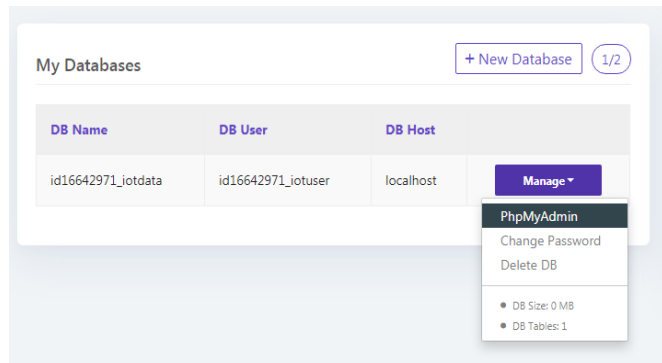 My Databases
+ New Database
1/2
DB Name DB User DB Host
id16642971_iotdata id16642971_iotuser localhost Manage
PhpMyAdmin
Change Password
Delete DB
DB Size: 0 MB
DB Tables: 1